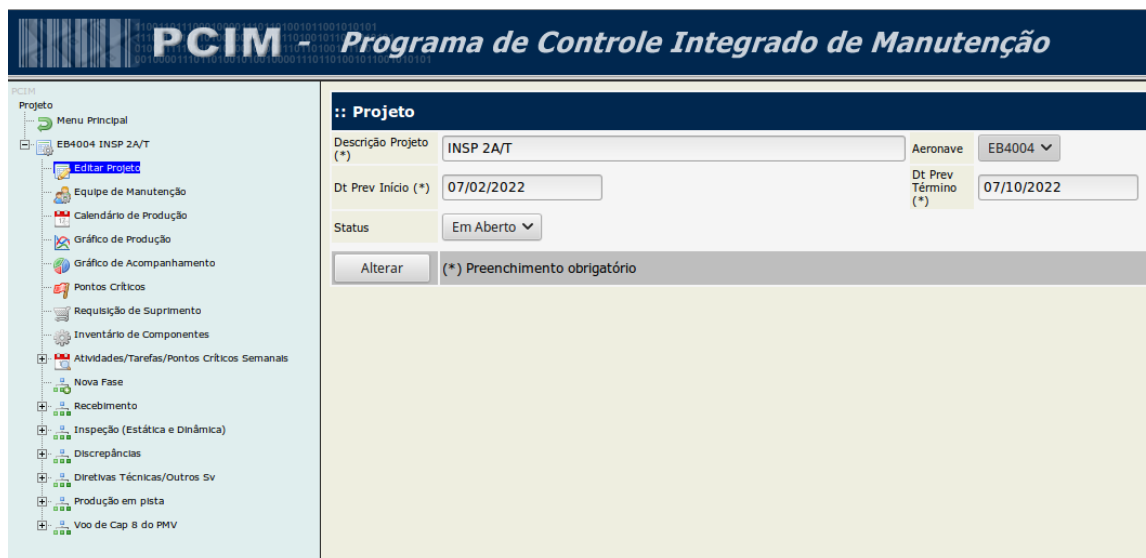 PCIM - Programa de Controle Integrado de Manutenção
PCIM
Projeto
Menu Principal
EB4004 INSP 2A/T
Editar Projeto
Equipe de Manutenção
Calendário de Produção
Gráfico de Produção
Gráfico de Acompanhamento
Pontos Críticos
Requisição de Suprimento
Inventário de Componentes
Atividades/Tarefas/Pontos Críticos Semanais
Nova Fase
Recebimento
Inspeção (Estática e Dinâmica)
Discrepâncias
Diretivas Técnicas/Outros Sv
Produção em pista
Voo de Cap 8 do PMV
:: Projeto
Descrição Projeto (*) INSP 2A/T Aeronave EB4004
Dt Prev Início (*) 07/02/2022 Dt Prev Término (*) 07/10/2022
Status Em Aberto
Alterar (*) Preenchimento obrigatório